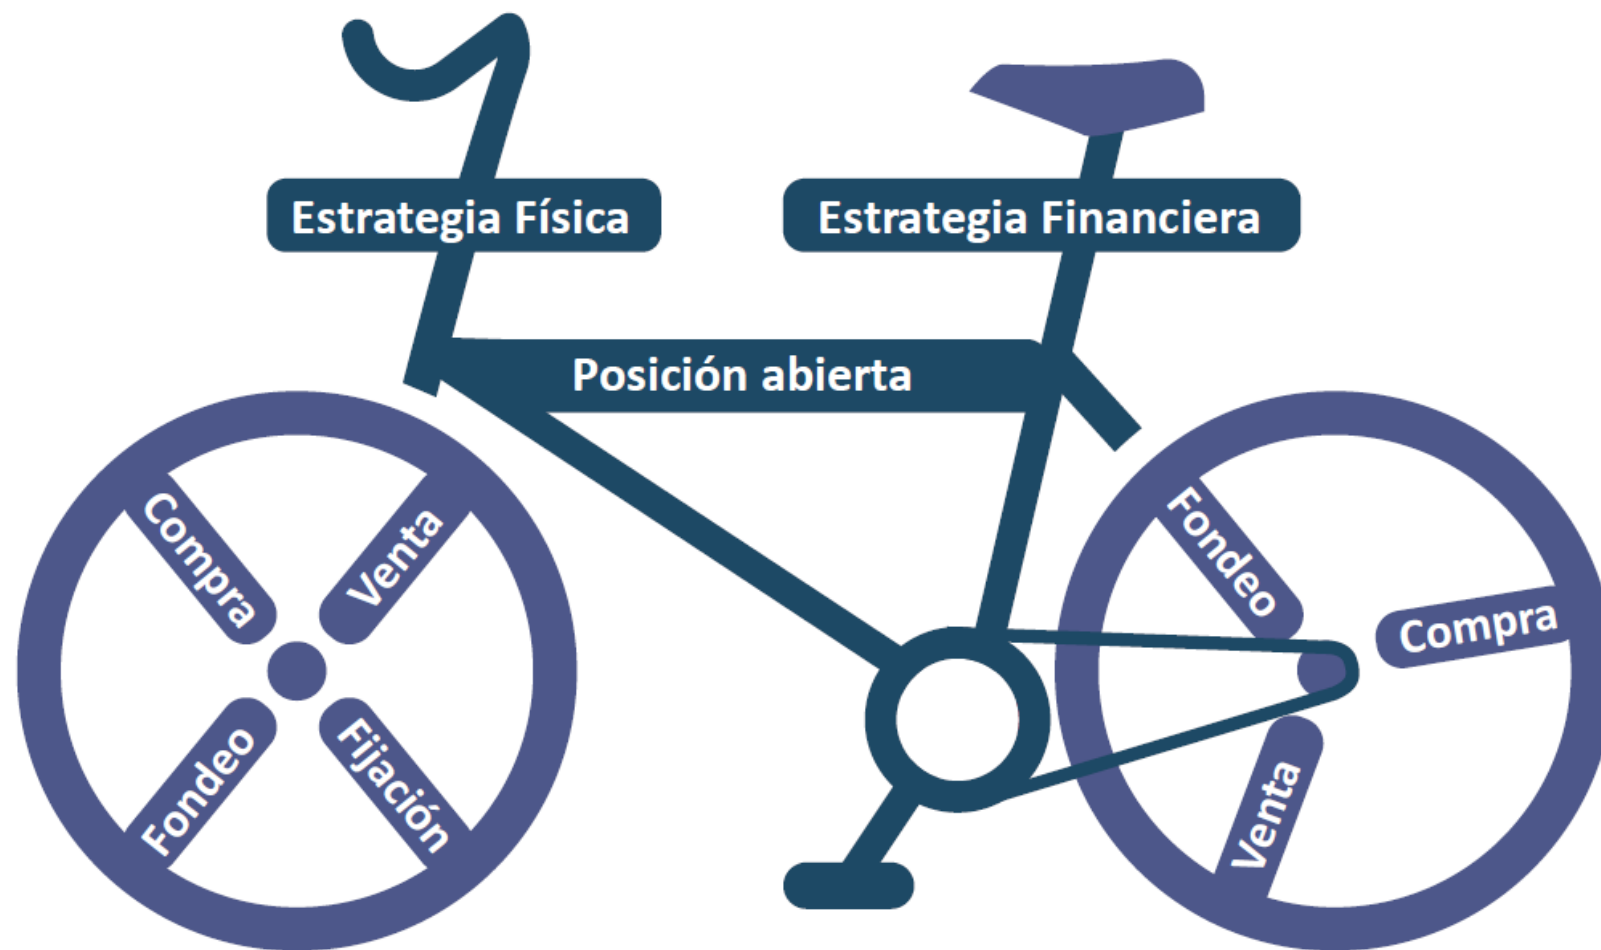 Estrategia Física
Estrategia Financiera
Posición abierta
Compra
Venta
Fondeo
Fijación
Fondeo
Compra
Venta